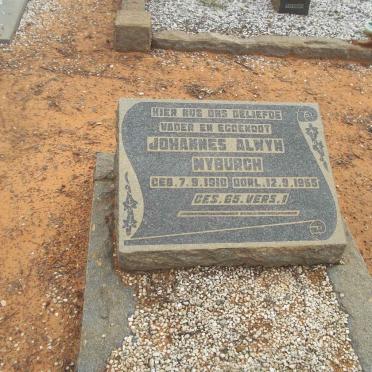 HIER RUS ONS GELIEFDE
VADER EN EGGENOOT
JOHANNES ALWYN
MYBURGH
GEB. 7.9.1910 OORL. 12.9.1965
GES. 65. VERS. 1